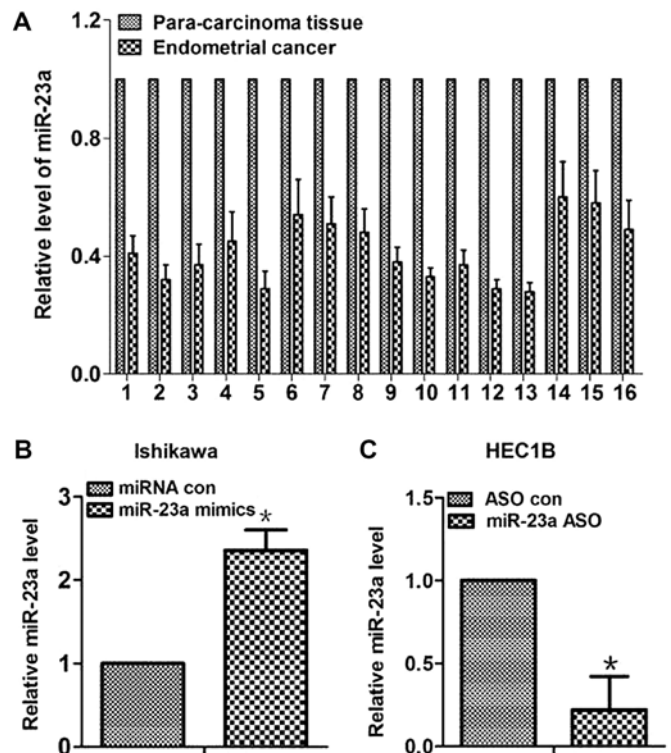 A
Para-carcinoma tissue
Endometrial cancer
Relative level of miR-23a
1.2
0.8
0.4
0.0
1 2 3 4 5 6 7 8 9 10 11 12 13 14 15 16
B Ishikawa
miRNA con
miR-23a mimics
Relative miR-23a level
3
2
1
0
*
C HEC1B
ASO con
miR-23a ASO
Relative miR-23a level
1.0
0.5
0.0
*